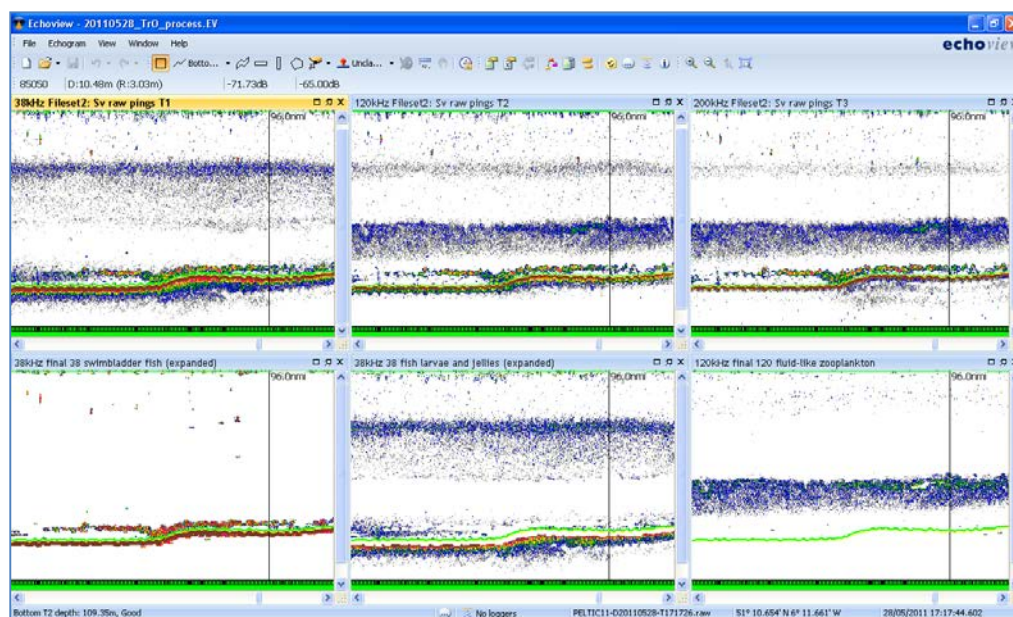 Echoview - 20110528_TrO_process.EV
File Echogram View Window Help
echoview
Botto... Uncla...
85050 D:10.48m (R:3.03m) -71.73dB -65.00dB
38kHz Fileset2: Sv raw pings T1
120kHz Fileset2: Sv raw pings T2
200kHz Fileset2: Sv raw pings T3
96.0nmi
96.0nmi
96.0nmi
38kHz final 38 swimbladder fish (expanded)
38kHz 38 fish larvae and jellies (expanded)
120kHz final 120 fluid-like zooplankton
96.0nmi
96.0nmi
96.0nmi
Bottom T2 depth: 109.35m, Good
No loggers
PELTIC11-D20110528-T171726.raw
51° 10.654' N 6° 11.661' W
28/05/2011 17:17:44.602